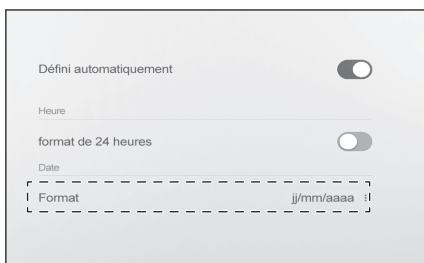 Défini automatiquement
Heure
format de 24 heures
Date
Format jj/mm/aaaa